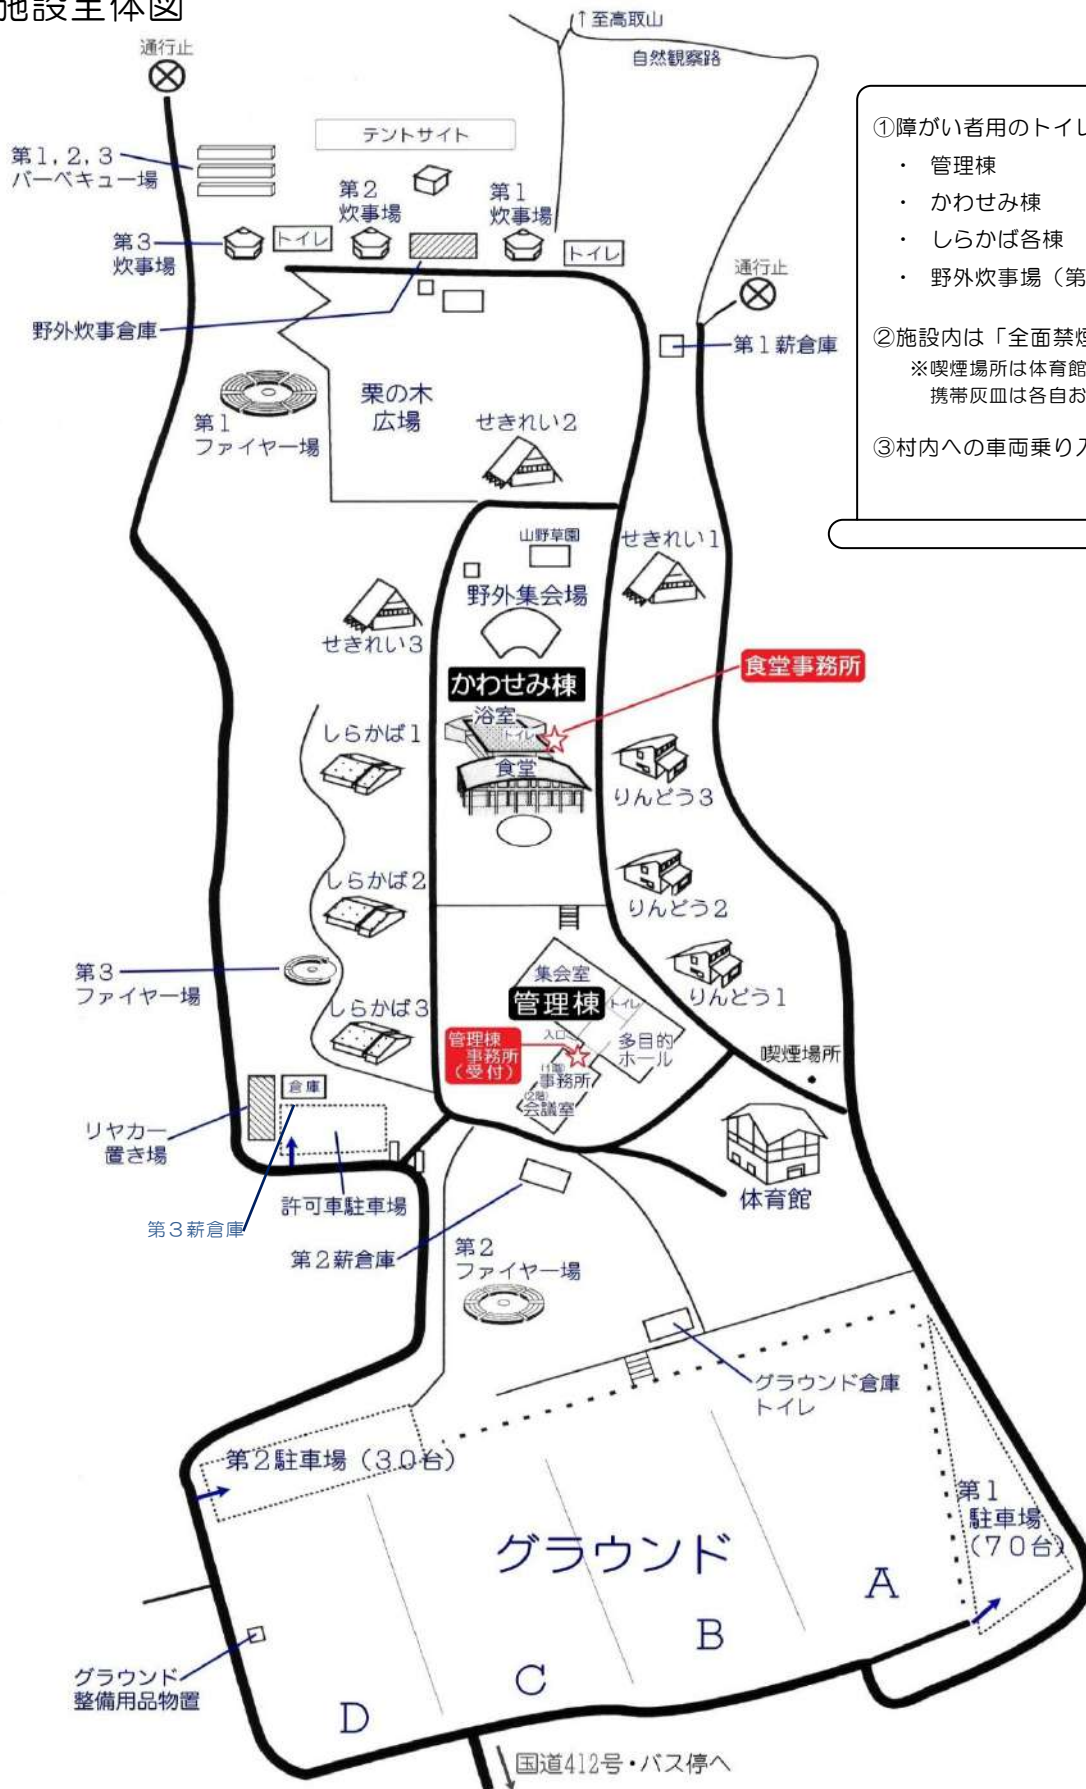 施設全体図
↑至高取山
自然観察路
通行止
テントサイト
第1,2,3
バーベキュー場
第2
炊事場
第1
炊事場
第3
炊事場
トイレ
トイレ
通行止
野外炊事倉庫
第1薪倉庫
栗の木
広場
第1
ファイヤー場
せきれい2
山野草園
せきれい1
野外集会場
せきれい3
かわせみ棟
食堂事務所
浴室
トイレ
食堂
しらかば1
りんどう3
しらかば2
りんどう2
第3
ファイヤー場
集会室
管理棟
トイレ
りんどう1
しらかば3
入口
多目的
ホール
管理棟
事務所
(受付)
(1階)
事務所
(2階)
会議室
喫煙場所
倉庫
リヤカー
置き場
許可車駐車場
第3薪倉庫
第2薪倉庫
体育館
第2
ファイヤー場
グラウンド倉庫
トイレ
第2駐車場(30台)
第1
駐車場
(70台)
グラウンド
A
B
C
D
グラウンド
整備用品物置
国道412号・バス停へ
①障がい者用のトイレ
・ 管理棟
・ かわせみ棟
・ しらかば各棟
・ 野外炊事場(第
②施設内は「全面禁煙
※喫煙場所は体育館
携帯灰皿は各自お
③村内への車両乗り入